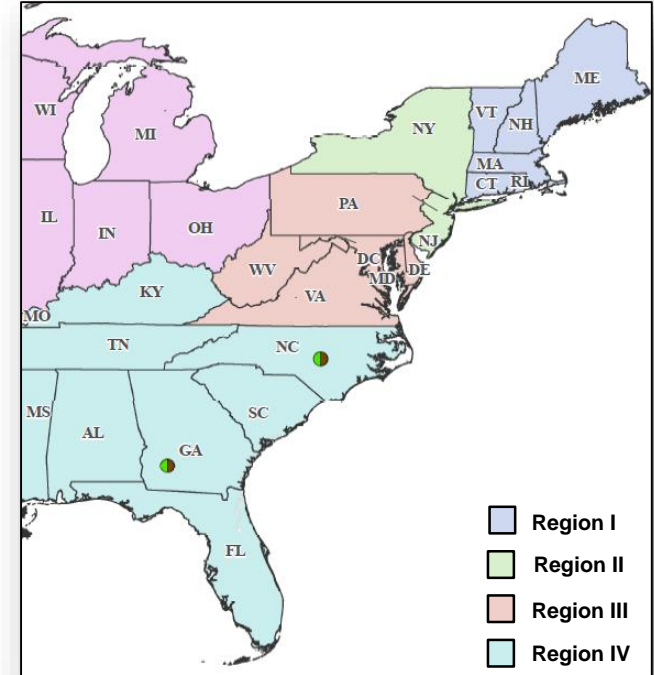 ME
VT
NH
NY
WI
MI
MA
CT RI
PA
IL
IN
OH
NJ
WV
DC
DE
MD
KY
VA
MO
TN
NC
MS
AL
SC
GA
FL
Region I
Region II
Region III
Region IV